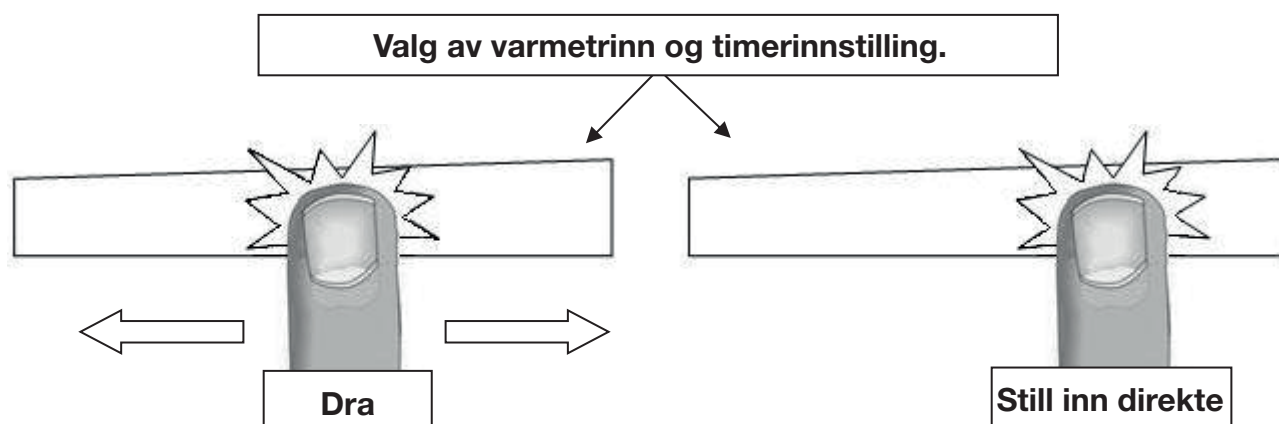 Valg av varmetrinn og timerinnstilling.
Dra
Still inn direkte